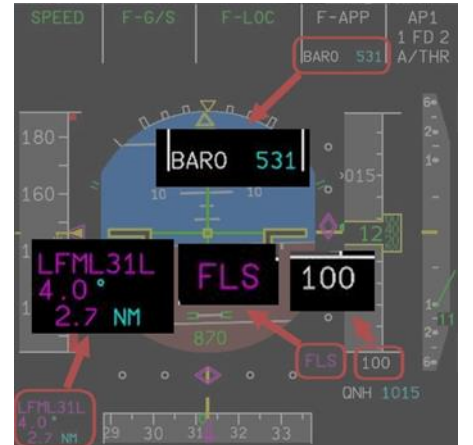 SPEED F-G/S F-LOC F-APP AP1
1 FD 2
BARO 531 A/THR
180
BARO 531
015
160
10 10
LFML31L
4.0°
2.7 NM
FLS
100
12
870
FLS
100
11
QNH 1015
LFML31L
4.0°
2.7 NM
29 30 31 32 33